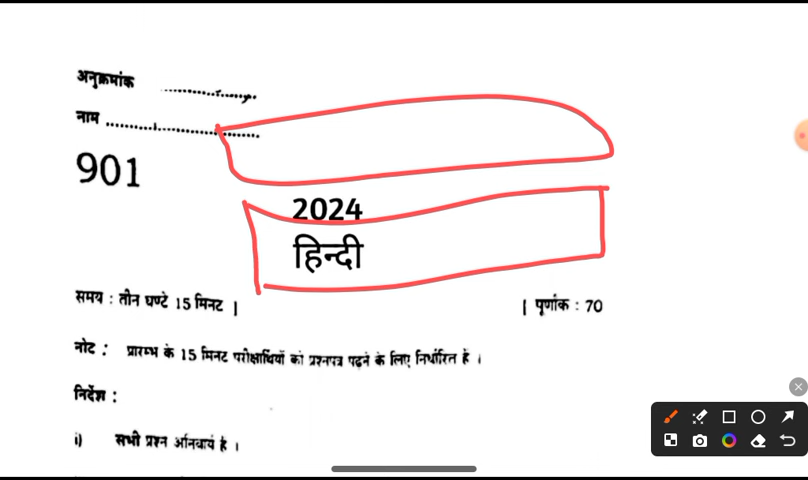 अनुक्रमांक ....................
नाम ..............................
901
2024
हिन्दी
समय : तीन घण्टे 15 मिनट |
[ पूर्णांक : 70
नोट : प्रारम्भ के 15 मिनट परीक्षार्थियों को प्रश्नपत्र पढ़ने के लिए निर्धारित हैं ।
निर्देश :
i) सभी प्रश्न अनिवार्य हैं ।